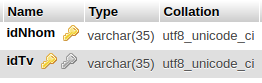 Name Type Collation
idNhom varchar(35) utf8_unicode_ci
idTv varchar(35) utf8_unicode_ci